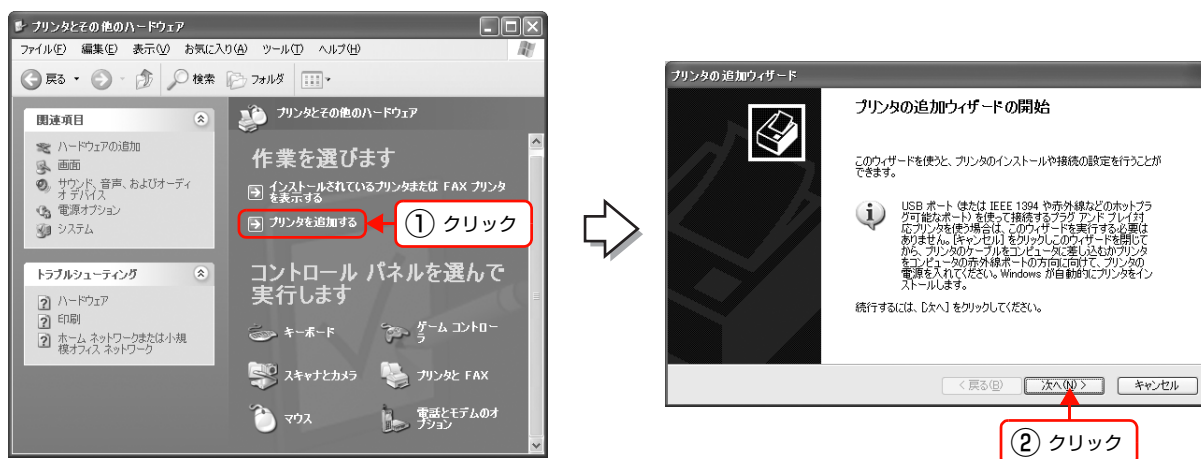 プリンタとその他のハードウェア
ファイル(F) 編集(E) 表示(V) お気に入り(A) ツール(T) ヘルプ(H)
戻る 検索 フォルダ
関連項目
ハードウェアの追加
画面
サウンド、音声、およびオーディ
オ デバイス
電源オプション
システム
トラブルシューティング
ハードウェア
印刷
ホーム ネットワークまたは小規
模オフィス ネットワーク
プリンタとその他のハードウェア
作業を選びます
インストールされているプリンタまたは FAX プリンタ
を表示する
プリンタを追加する
① クリック
コントロール パネルを選んで
実行します
キーボード
ゲーム コントロー
ラ
スキャナとカメラ
プリンタと FAX
マウス
電話とモデムのオ
プション
プリンタの追加ウィザード
プリンタの追加ウィザードの開始
このウィザードを使うと、プリンタのインストールや接続の設定を行うことが
できます。
USB ポート (または IEEE 1394 や赤外線などのホットプラ
グ可能なポート) を使って接続するプラグ アンド プレイ対
応プリンタを使う場合は、このウィザードを実行する必要は
ありません。[キャンセル] をクリックしてこのウィザードを閉じて
から、プリンタのケーブルをコンピュータに差し込むかプリンタ
をコンピュータの赤外線ポートの方向に向けて、プリンタの
電源を入れてください。Windows が自動的にプリンタをイン
ストールします。
続行するには、[次へ] をクリックしてください。
< 戻る(B) 次へ(N) > キャンセル
② クリック